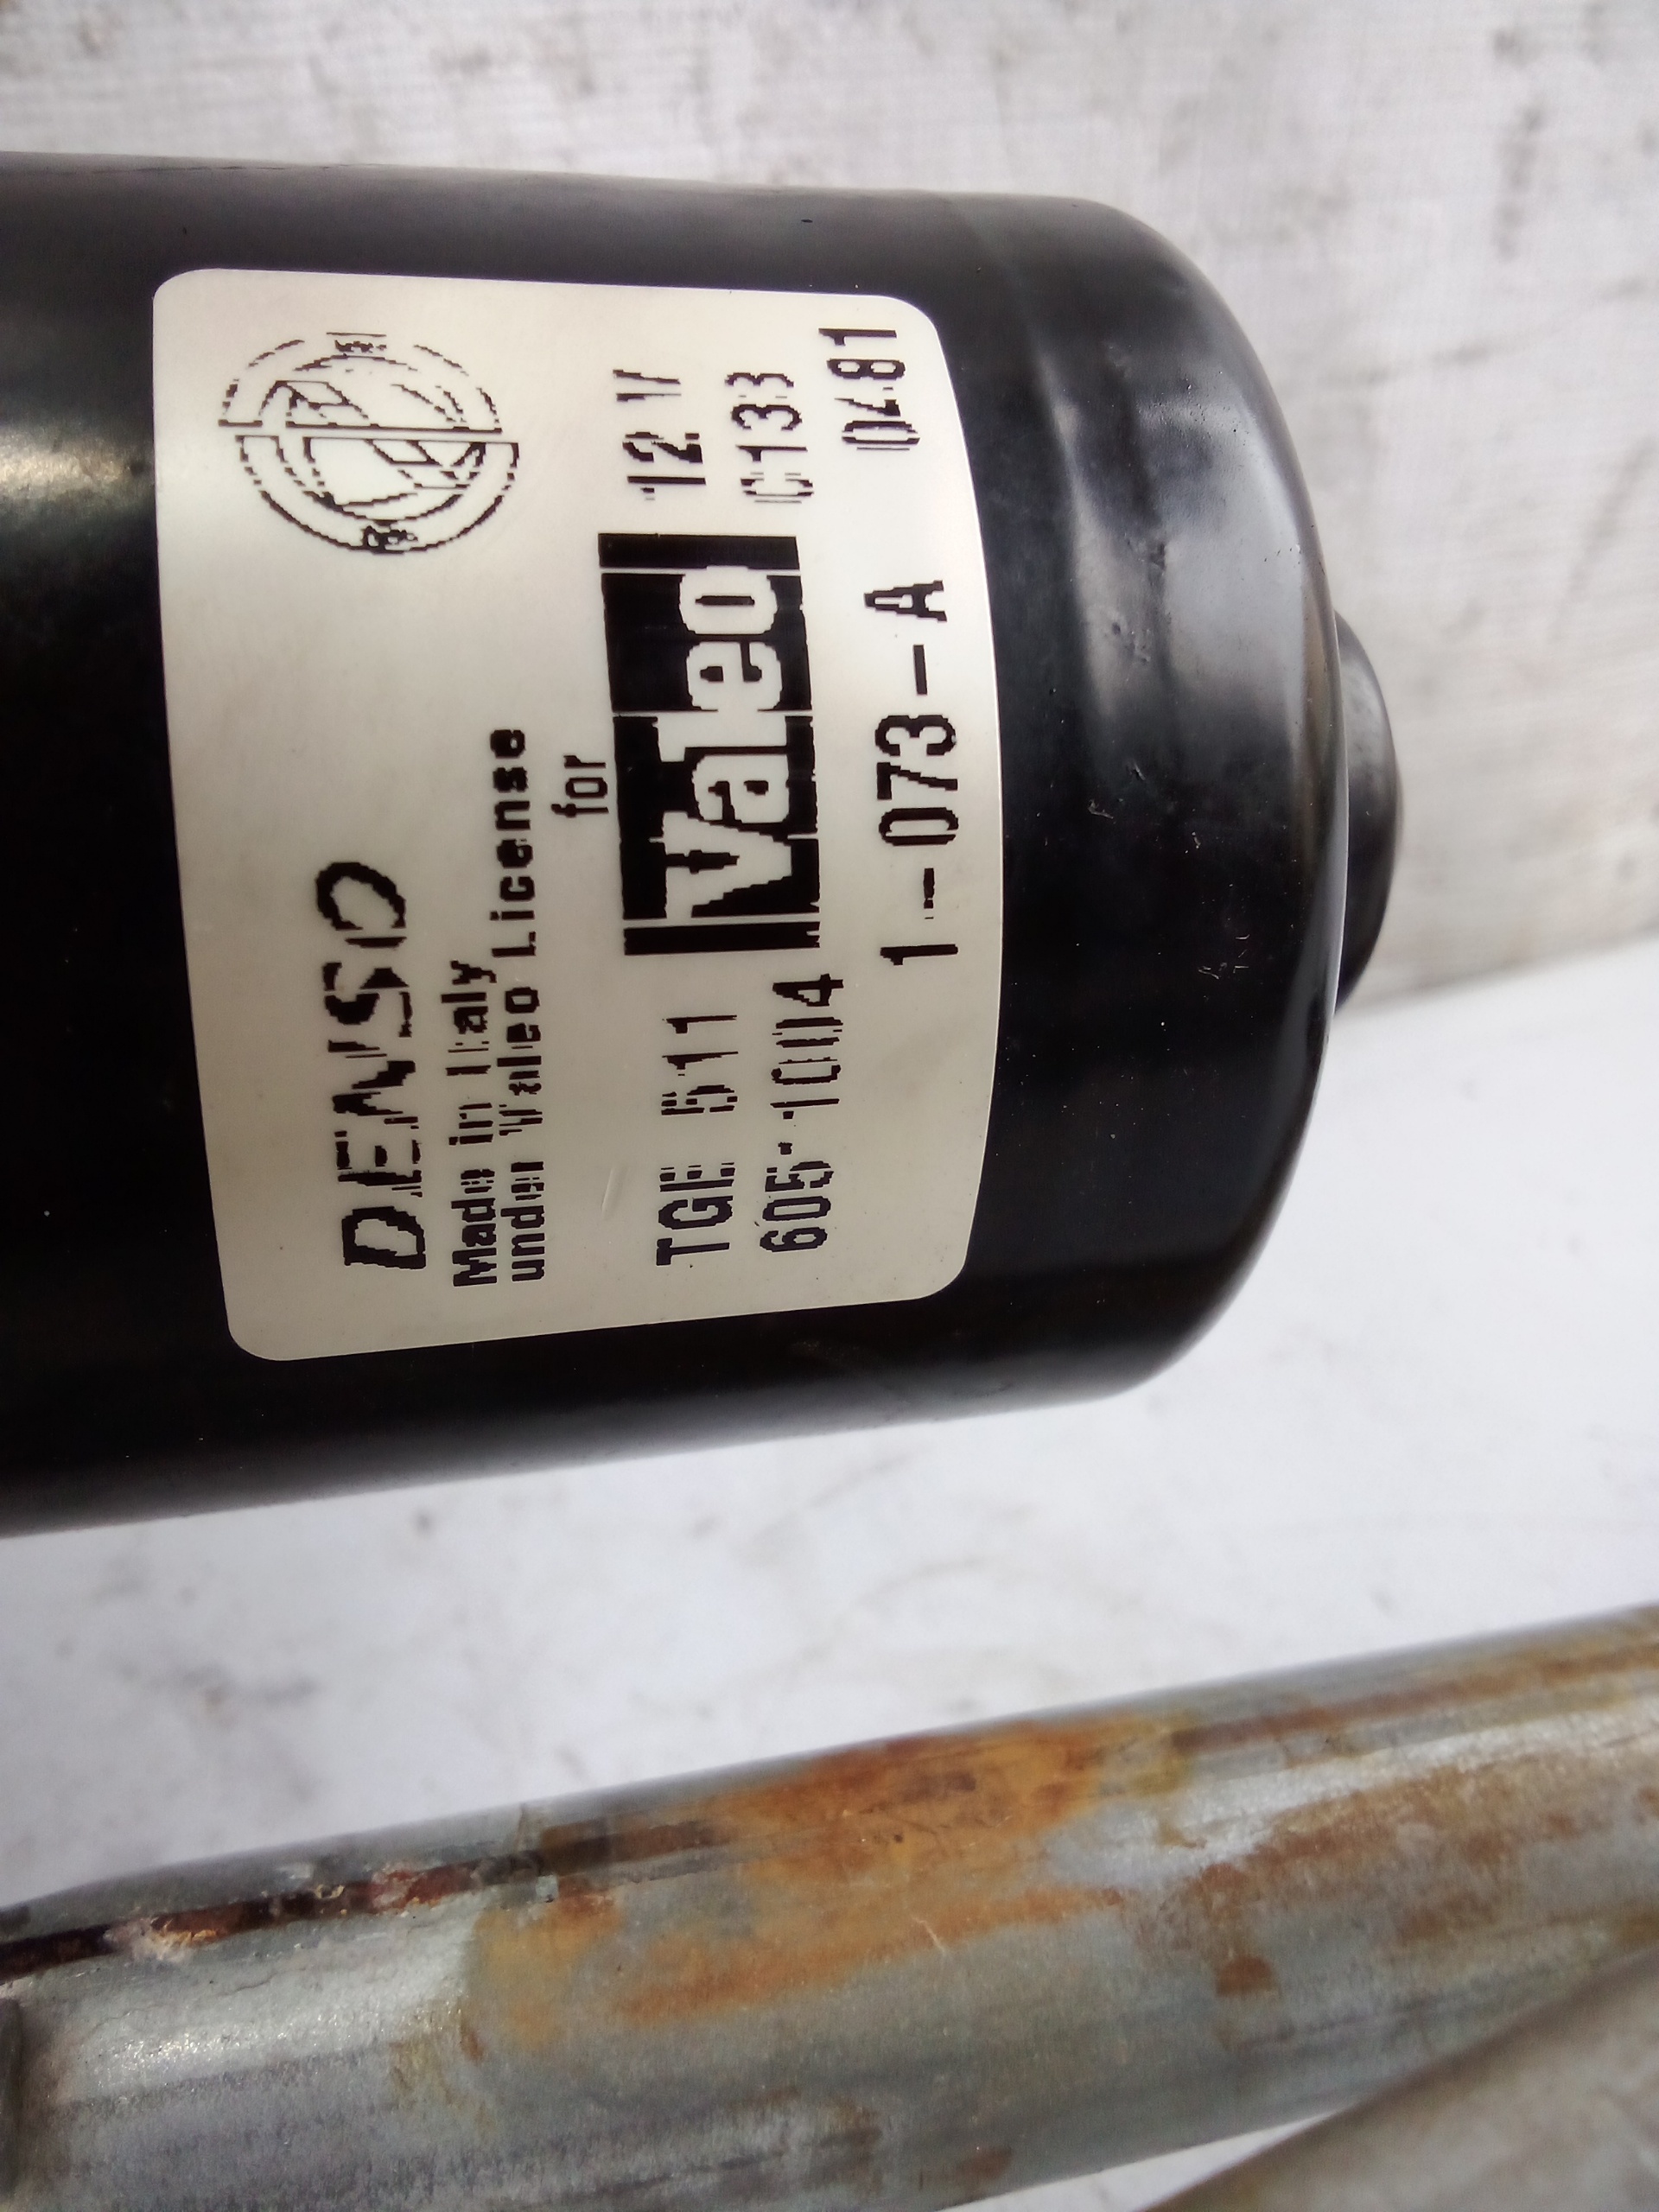 DENSO
Made in Italy
under Valeo License
for
Valeo
TGE 511
12 V
605-1004
C133
1-073-A
0481